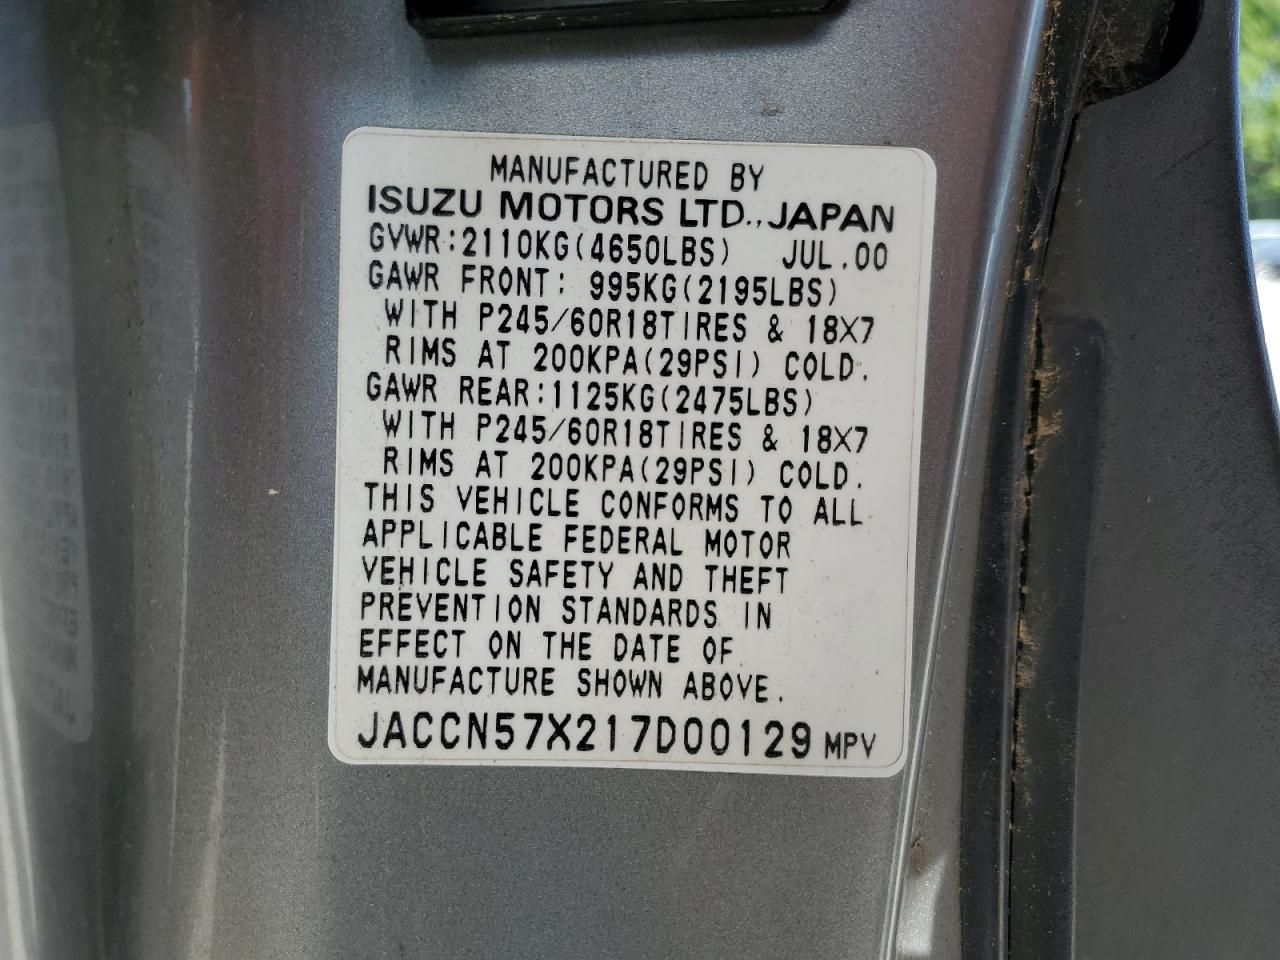 MANUFACTURED BY
ISUZU MOTORS LTD., JAPAN
GVWR:2110KG(4650LBS) JUL.00
GAWR FRONT: 995KG(2195LBS)
WITH P245/60R18TIRES & 18X7
RIMS AT 200KPA(29PSI) COLD.
GAWR REAR:1125KG(2475LBS)
WITH P245/60R18TIRES & 18X7
RIMS AT 200KPA(29PSI) COLD.
THIS VEHICLE CONFORMS TO ALL
APPLICABLE FEDERAL MOTOR
VEHICLE SAFETY AND THEFT
PREVENTION STANDARDS IN
EFFECT ON THE DATE OF
MANUFACTURE SHOWN ABOVE.
JACCN57X217D00129 MPV